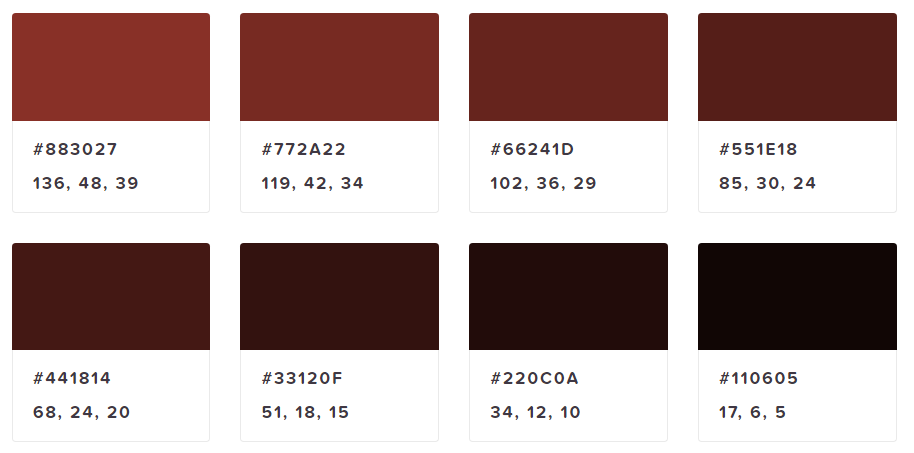 #883027
136, 48, 39
#772A22
119, 42, 34
#66241D
102, 36, 29
#551E18
85, 30, 24
#441814
68, 24, 20
#33120F
51, 18, 15
#220C0A
34, 12, 10
#110605
17, 6, 5